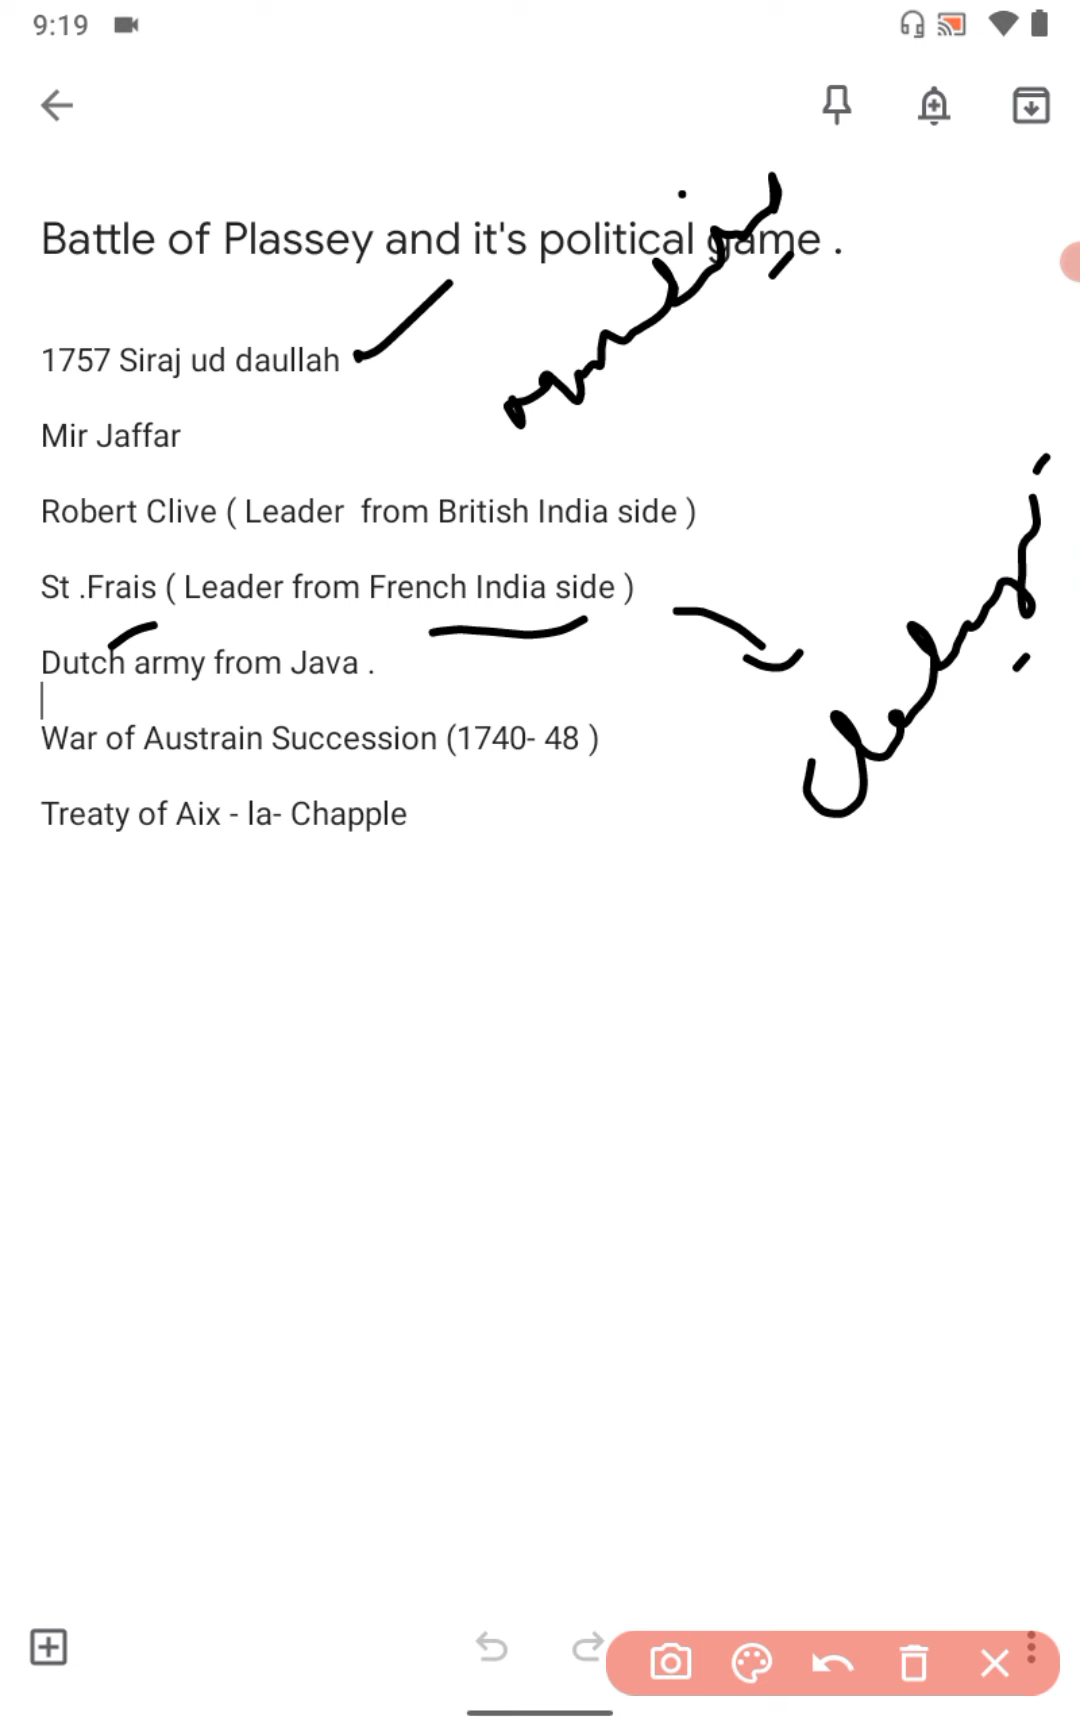 9:19
Battle of Plassey and it's political game .
1757 Siraj ud daullah
Mir Jaffar
Robert Clive ( Leader from British India side )
St .Frais ( Leader from French India side )
Dutch army from Java .
War of Austrain Succession (1740- 48 )
Treaty of Aix - la- Chapple